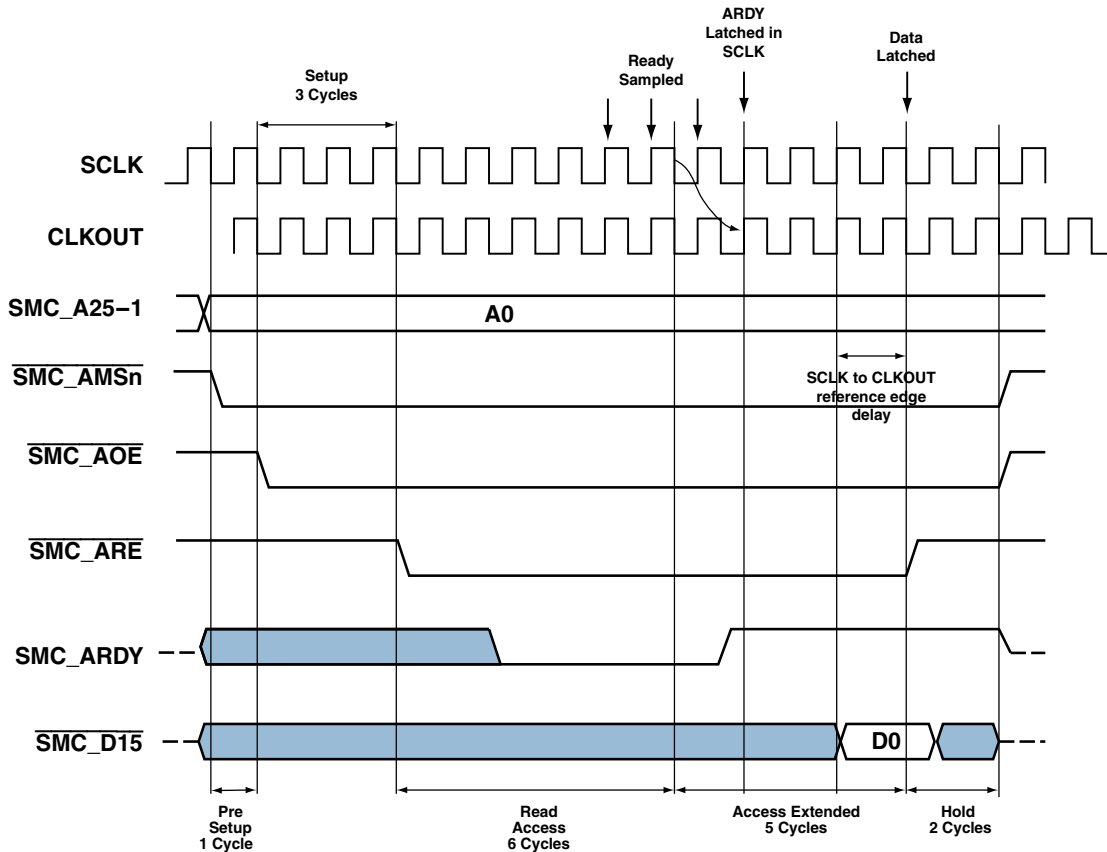 ARDY
Latched in
SCLK
Data
Latched
Ready
Sampled
Setup
3 Cycles
SCLK
CLKOUT
SMC_A25–1
A0
SMC_AMSn
SCLK to CLKOUT
reference edge
delay
SMC_AOE
SMC_ARE
SMC_ARDY
SMC_D15
D0
Pre
Setup
1 Cycle
Read
Access
6 Cycles
Access Extended
5 Cycles
Hold
2 Cycles